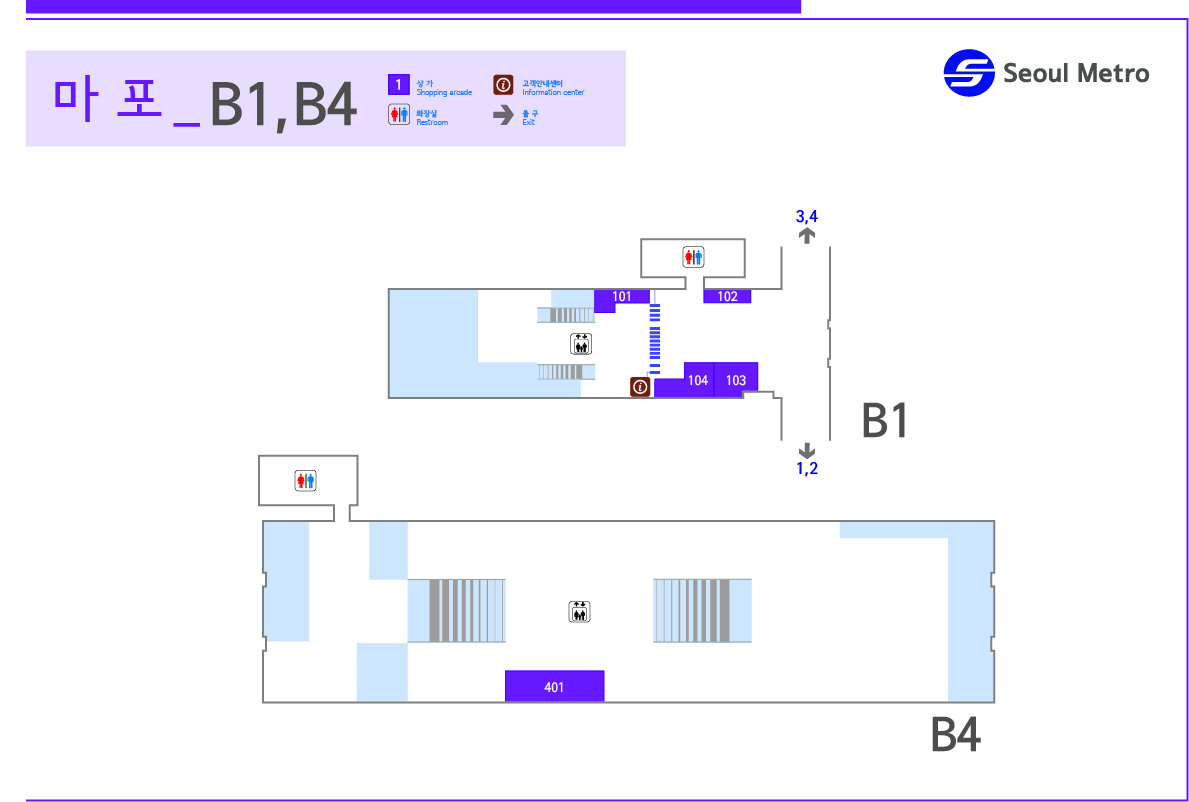 마 포 _ B1,B4
1 상 가
Shopping arcade
고객안내센터
Information center
화장실
Restroom
출 구
Exit
Seoul Metro
3,4
101
102
104
103
B1
1,2
401
B4